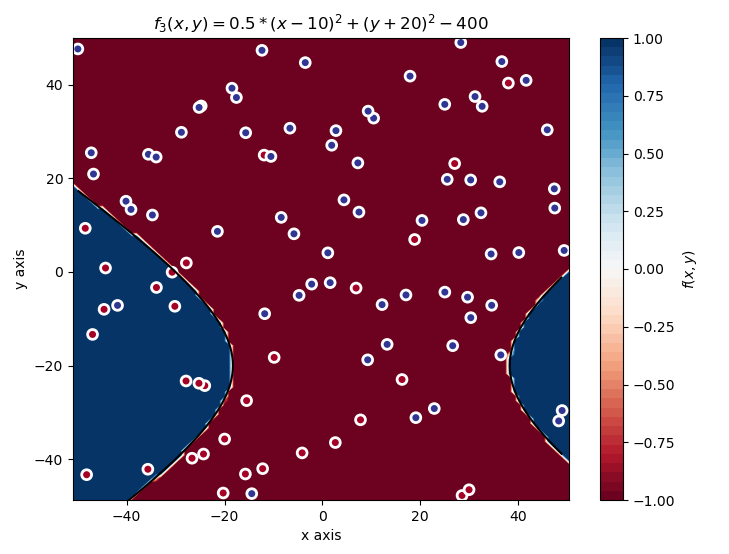 f₃(x, y) = 0.5 * (x − 10)² + (y + 20)² − 400
1.00
0.75
0.50
0.25
0.00
−0.25
−0.50
−0.75
−1.00
f(x, y)
40
20
0
−20
−40
y axis
−40 −20 0 20 40
x axis